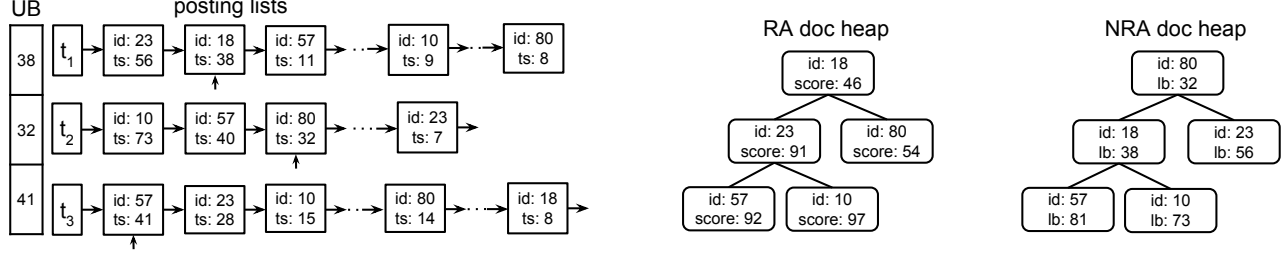 UB
posting lists
38
t1
id: 23
ts: 56
id: 18
ts: 38
id: 57
ts: 11
id: 10
ts: 9
id: 80
ts: 8
32
t2
id: 10
ts: 73
id: 57
ts: 40
id: 80
ts: 32
id: 23
ts: 7
41
t3
id: 57
ts: 41
id: 23
ts: 28
id: 10
ts: 15
id: 80
ts: 14
id: 18
ts: 8
RA doc heap
id: 18
score: 46
id: 23
score: 91
id: 80
score: 54
id: 57
score: 92
id: 10
score: 97
NRA doc heap
id: 80
lb: 32
id: 18
lb: 38
id: 23
lb: 56
id: 57
lb: 81
id: 10
lb: 73